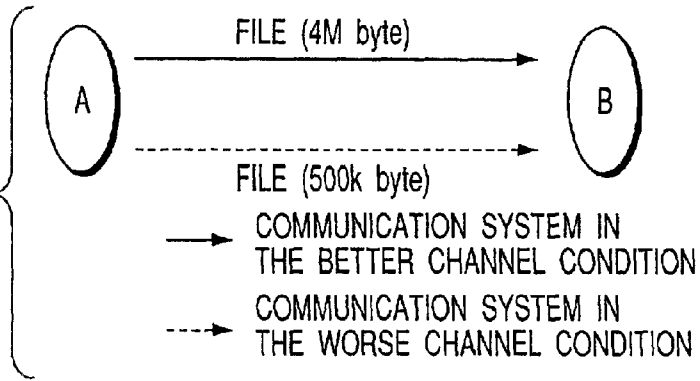 FILE (4M byte)
A
B
FILE (500k byte)
COMMUNICATION SYSTEM IN
THE BETTER CHANNEL CONDITION
COMMUNICATION SYSTEM IN
THE WORSE CHANNEL CONDITION